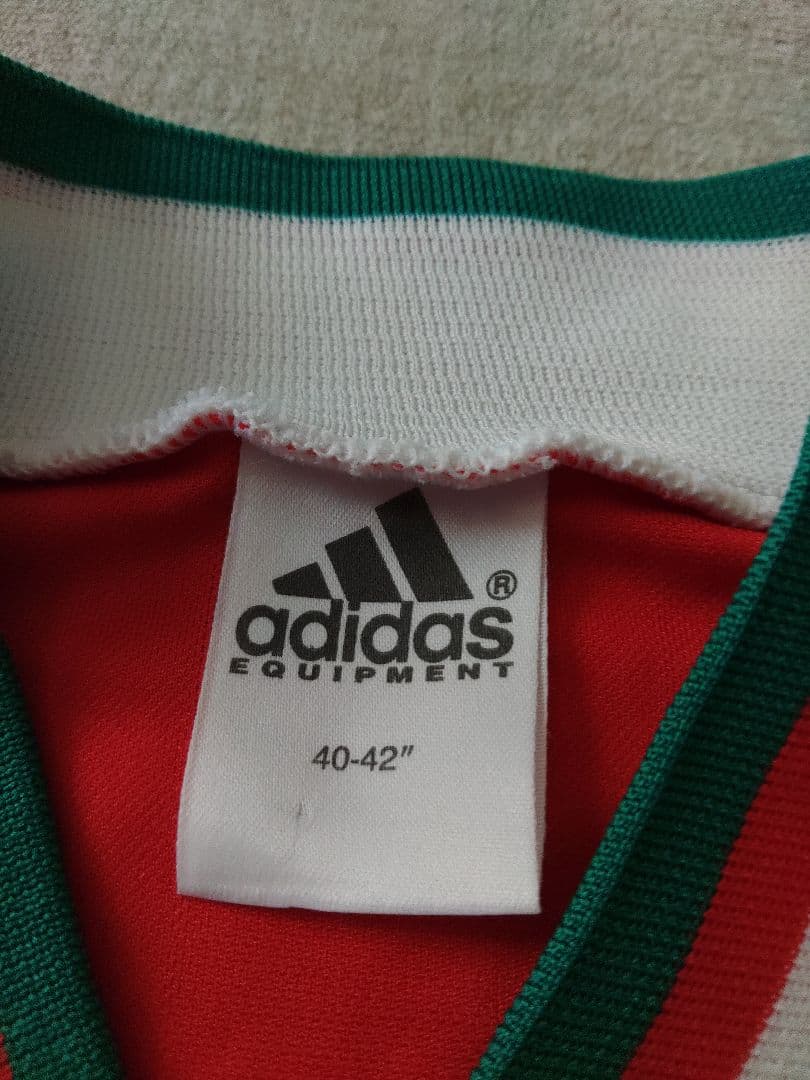 ®
adidas
EQUIPMENT
40-42"